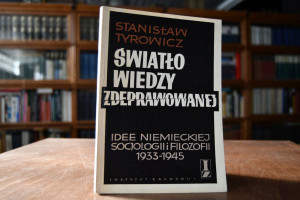 STANISŁAW
TYROWICZ
ŚWIATŁO
WIEDZY
ZDEPRAWOWANEJ
IDEE NIEMIECKIEJ
SOCJOLOGII i FILOZOFII
1933-1945
INSTYTUT ZACHODNI